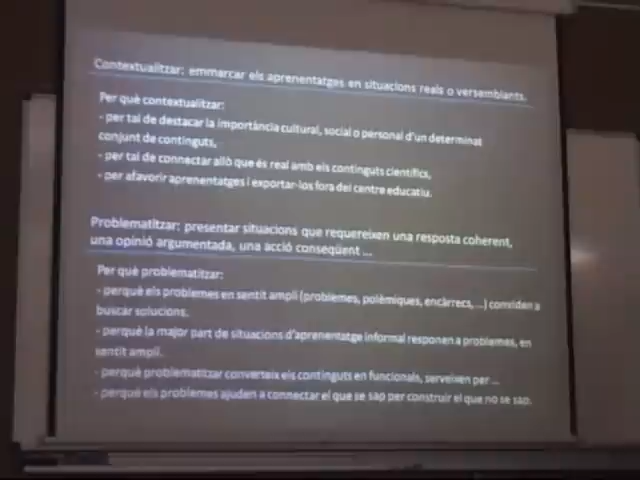 Contextualitzar: emmarcar els aprenentatges en situacions reals o versemblants.
Per què contextualitzar:
- per tal de destacar la importància cultural, social o personal d'un determinat
conjunt de continguts,
- per tal de connectar allò que és real amb els continguts científics,
- per afavorir aprenentatges i exportar-los fora del centre educatiu.
Problematitzar: presentar situacions que requereixen una resposta coherent,
una opinió argumentada, una acció conseqüent ...
Per què problematitzar:
- perquè els problemes en sentit ampli (problemes, polèmiques, encàrrecs, ...) conviden a
buscar solucions.
- perquè la major part de situacions d'aprenentatge informal responen a problemes, en
sentit ampli.
- perquè problematitzar converteix els continguts en funcionals, serveixen per ...
- perquè els problemes ajuden a connectar el que se sap per construir el que no se sap.